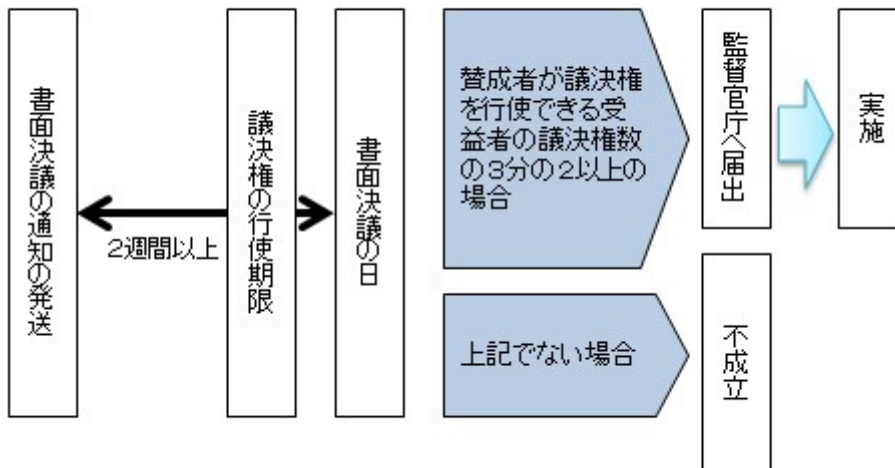 書面決議の通知の発送
2週間以上
議決権の行使期限
書面決議の日
賛成者が議決権
を行使できる受
益者の議決権数
の3分の2以上の
場合
監督官庁へ届出
実施
上記でない場合
不成立